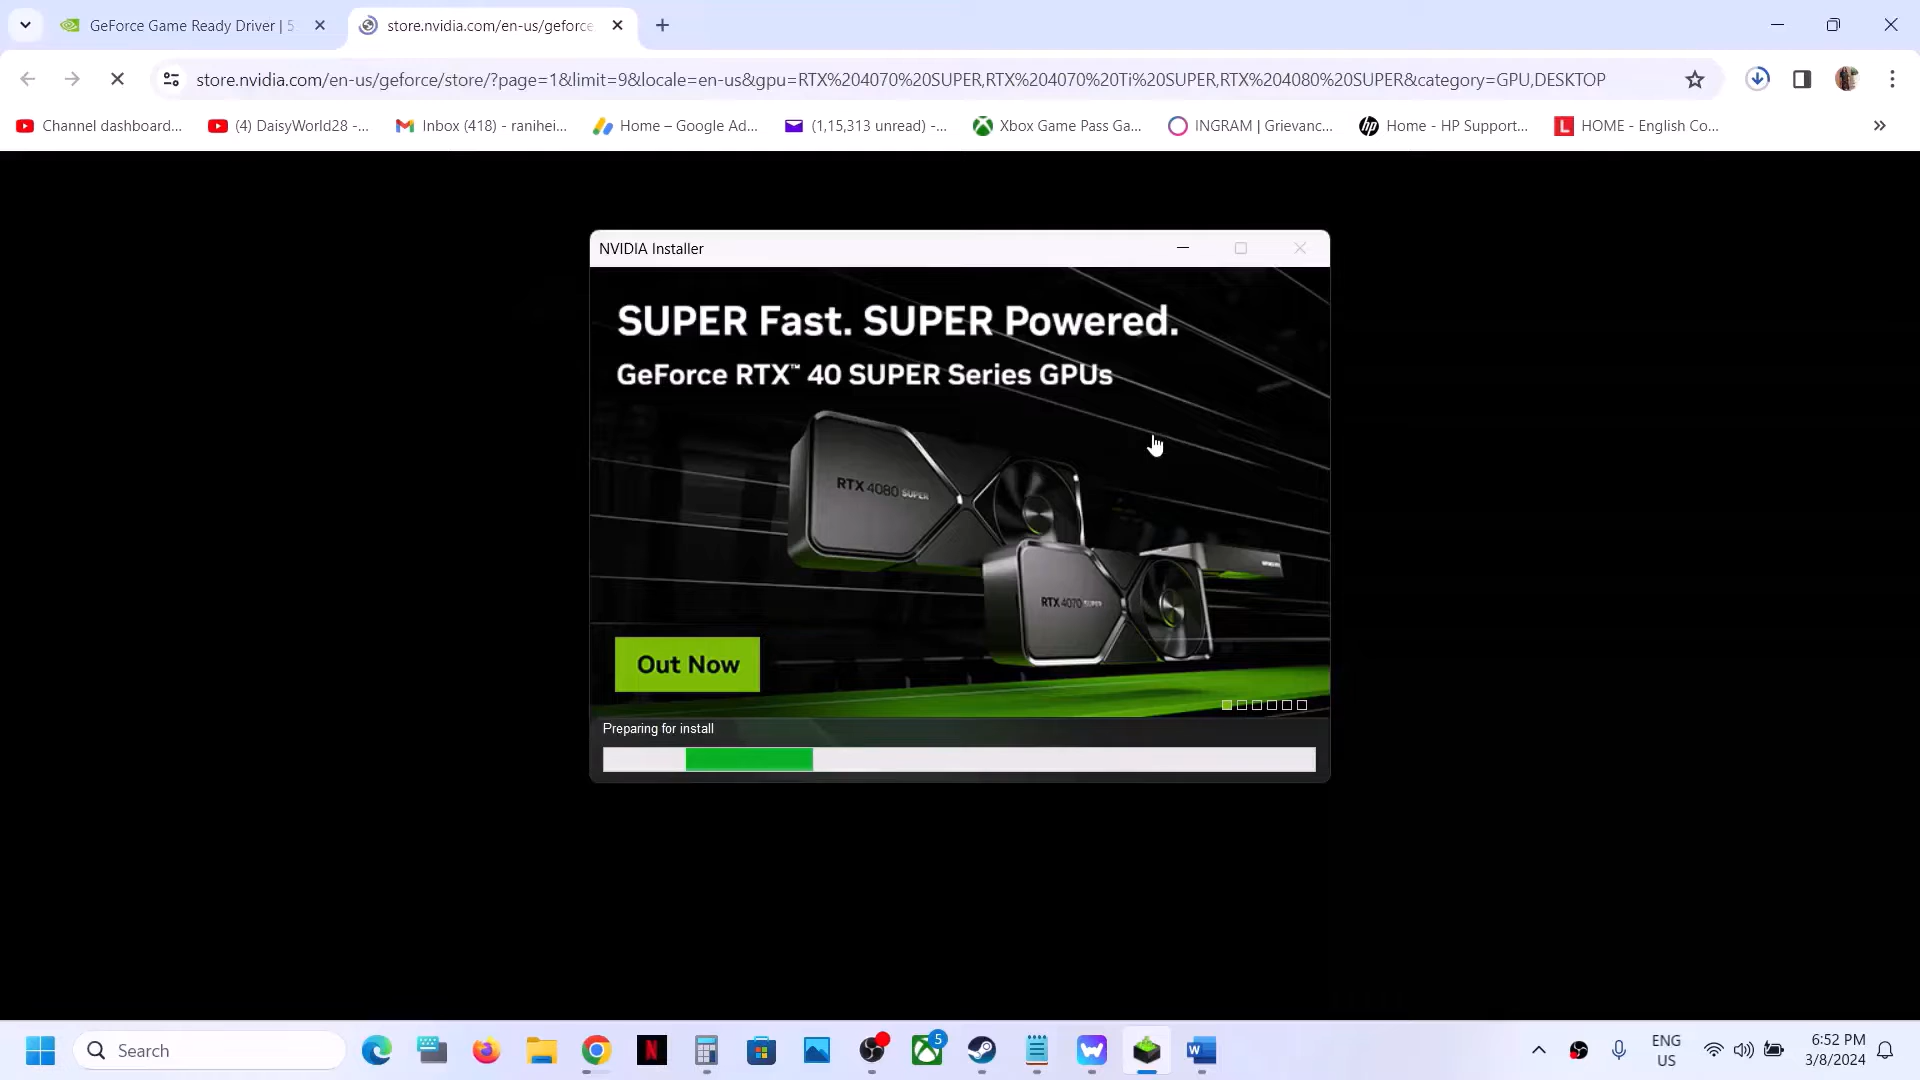 GeForce Game Ready Driver | 5
store.nvidia.com/en-us/geforce
store.nvidia.com/en-us/geforce/store/?page=1&limit=9&locale=en-us&gpu=RTX%204070%20SUPER,RTX%204070%20Ti%20SUPER,RTX%204080%20SUPER&category=GPU,DESKTOP
Channel dashboard...
(4) DaisyWorld28 -...
Inbox (418) - ranihei...
Home – Google Ad...
(1,15,313 unread) -...
Xbox Game Pass Ga...
INGRAM | Grievanc...
Home - HP Support...
HOME - English Co...
NVIDIA Installer
SUPER Fast. SUPER Powered.
GeForce RTX™ 40 SUPER Series GPUs
RTX 4080 SUPER
RTX 4070 SUPER
Out Now
Preparing for install
Search
5
ENG
US
6:52 PM
3/8/2024